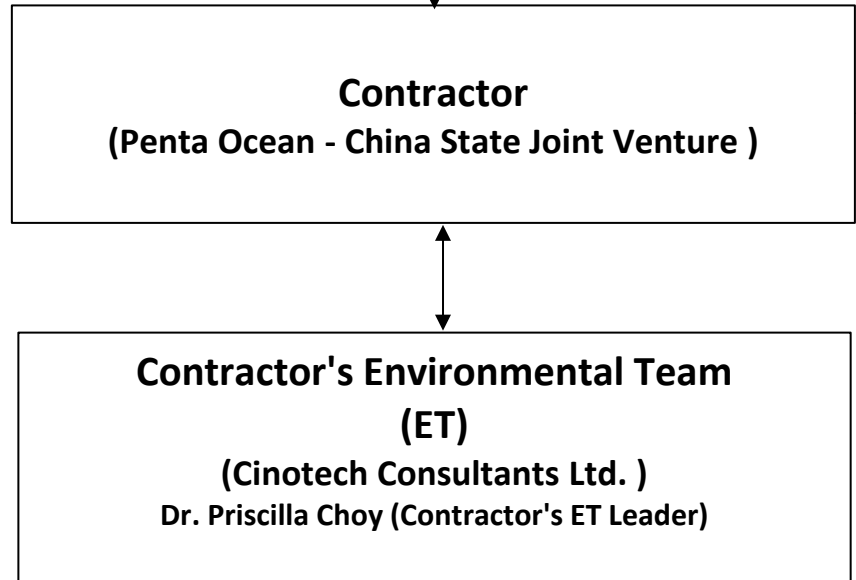 Contractor
(Penta Ocean - China State Joint Venture )
Contractor's Environmental Team
(ET)
(Cinotech Consultants Ltd. )
Dr. Priscilla Choy (Contractor's ET Leader)